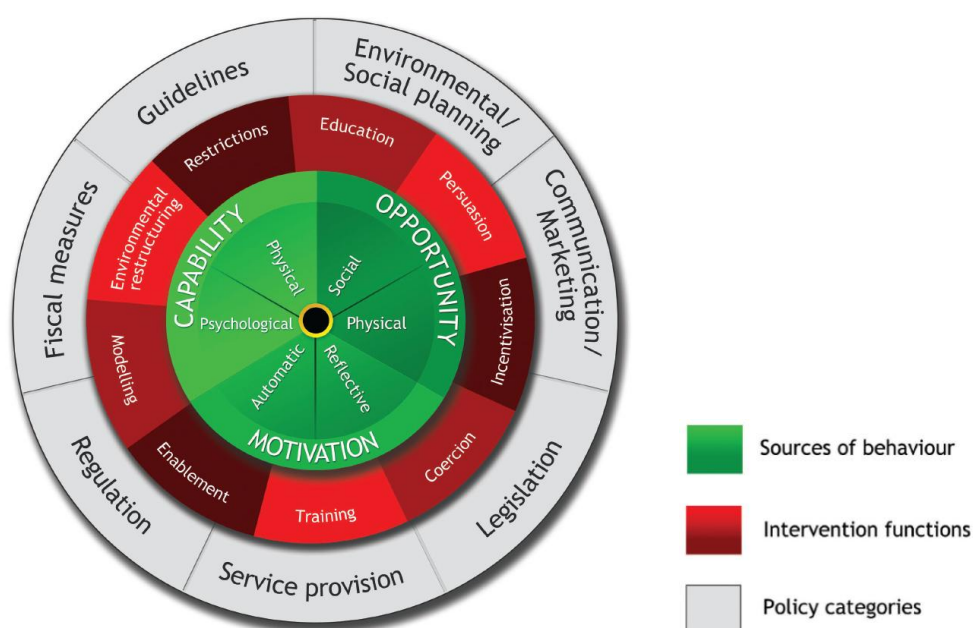 Guidelines
Environmental/
Social planning
Communication/
Marketing
Legislation
Service provision
Regulation
Fiscal measures
Restrictions
Education
Persuasion
Incentivisation
Coercion
Training
Enablement
Modelling
Environmental
restructuring
CAPABILITY
OPPORTUNITY
MOTIVATION
Physical
Social
Physical
Reflective
Automatic
Psychological
Sources of behaviour
Intervention functions
Policy categories